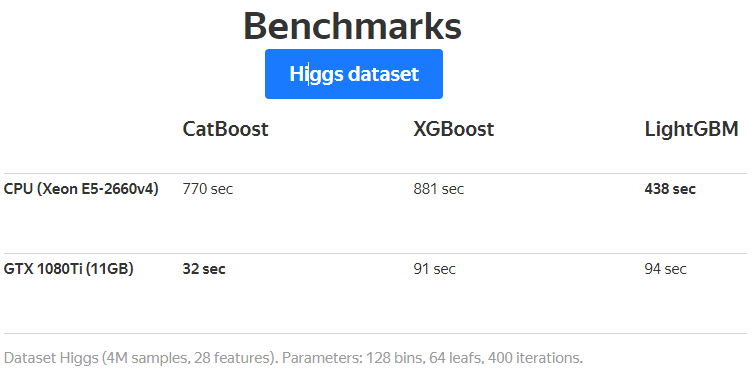 Benchmarks
Higgs dataset
CatBoost XGBoost LightGBM
CPU (Xeon E5-2660v4) 770 sec 881 sec 438 sec
GTX 1080Ti (11GB) 32 sec 91 sec 94 sec
Dataset Higgs (4M samples, 28 features). Parameters: 128 bins, 64 leafs, 400 iterations.